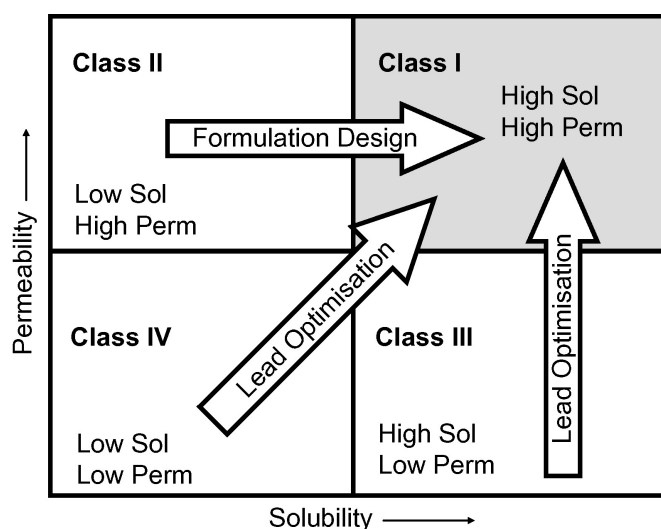 Class II
Class I
High Sol
High Perm
Formulation Design
Low Sol
High Perm
Permeability
Class IV
Lead Optimisation
Low Sol
Low Perm
Class III
High Sol
Low Perm
Lead Optimisation
Solubility